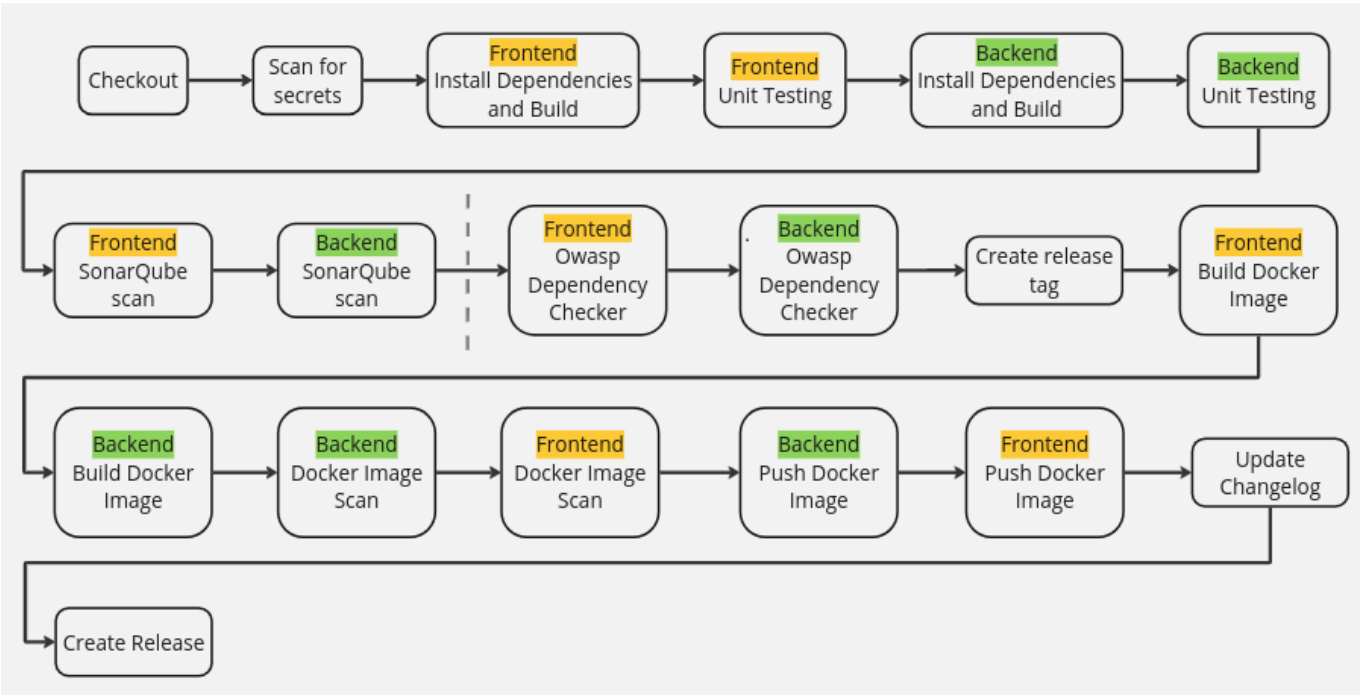 Checkout
Scan for
secrets
Frontend
Install Dependencies
and Build
Frontend
Unit Testing
Backend
Install Dependencies
and Build
Backend
Unit Testing
Frontend
SonarQube
scan
Backend
SonarQube
scan
Frontend
Owasp
Dependency
Checker
Backend
Owasp
Dependency
Checker
Create release
tag
Frontend
Build Docker
Image
Backend
Build Docker
Image
Backend
Docker Image
Scan
Frontend
Docker Image
Scan
Backend
Push Docker
Image
Frontend
Push Docker
Image
Update
Changelog
Create Release